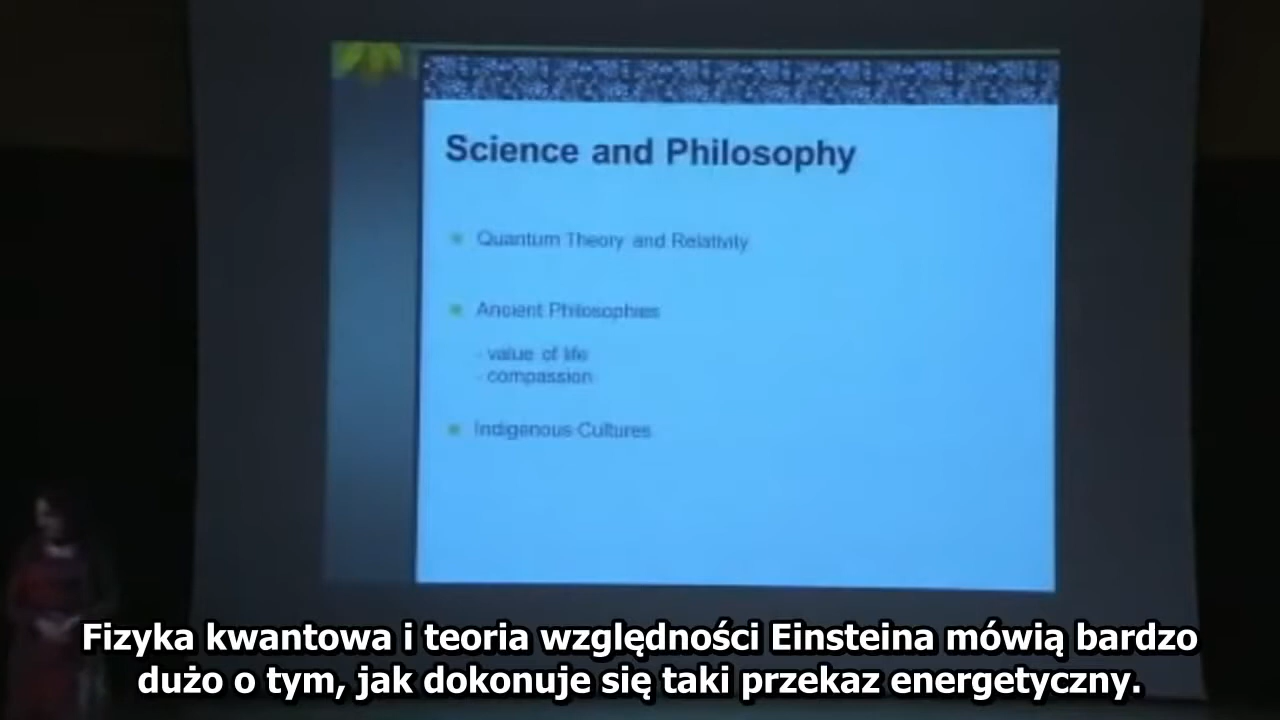 Science and Philosophy
Quantum Theory and Relativity
Ancient Philosophies
- value of life
- compassion
Indigenous Cultures
Fizyka kwantowa i teoria względności Einsteina mówią bardzo
dużo o tym, jak dokonuje się taki przekaz energetyczny.